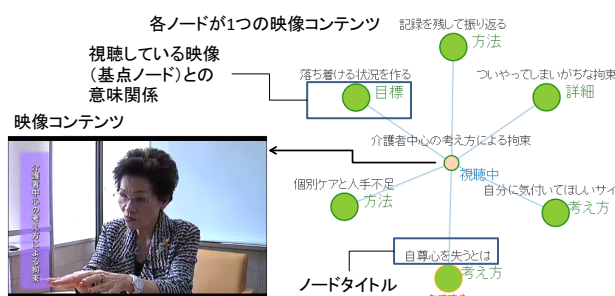 各ノードが1つの映像コンテンツ
記録を残して振り返る
方法
視聴している映像
(基点ノード)との
意味関係
落ち着ける状況を作る
目標
ついやってしまいがちな拘束
詳細
映像コンテンツ
介護者中心の考え方による拘束
視聴中
介護者中心の考え方による拘束
個別ケアと人手不足
方法
自分に気付いてほしいサイ
考え方
自尊心を失うとは
考え方
ノードタイトル